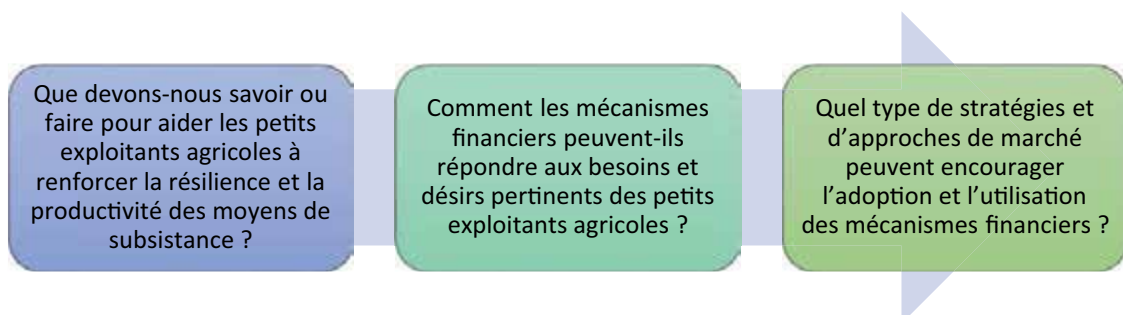 Que devons-nous savoir ou
faire pour aider les petits
exploitants agricoles à
renforcer la résilience et la
productivité des moyens de
subsistance ?
Comment les mécanismes
financiers peuvent-ils
répondre aux besoins et
désirs pertinents des petits
exploitants agricoles ?
Quel type de stratégies et
d’approches de marché
peuvent encourager
l’adoption et l’utilisation
des mécanismes financiers ?